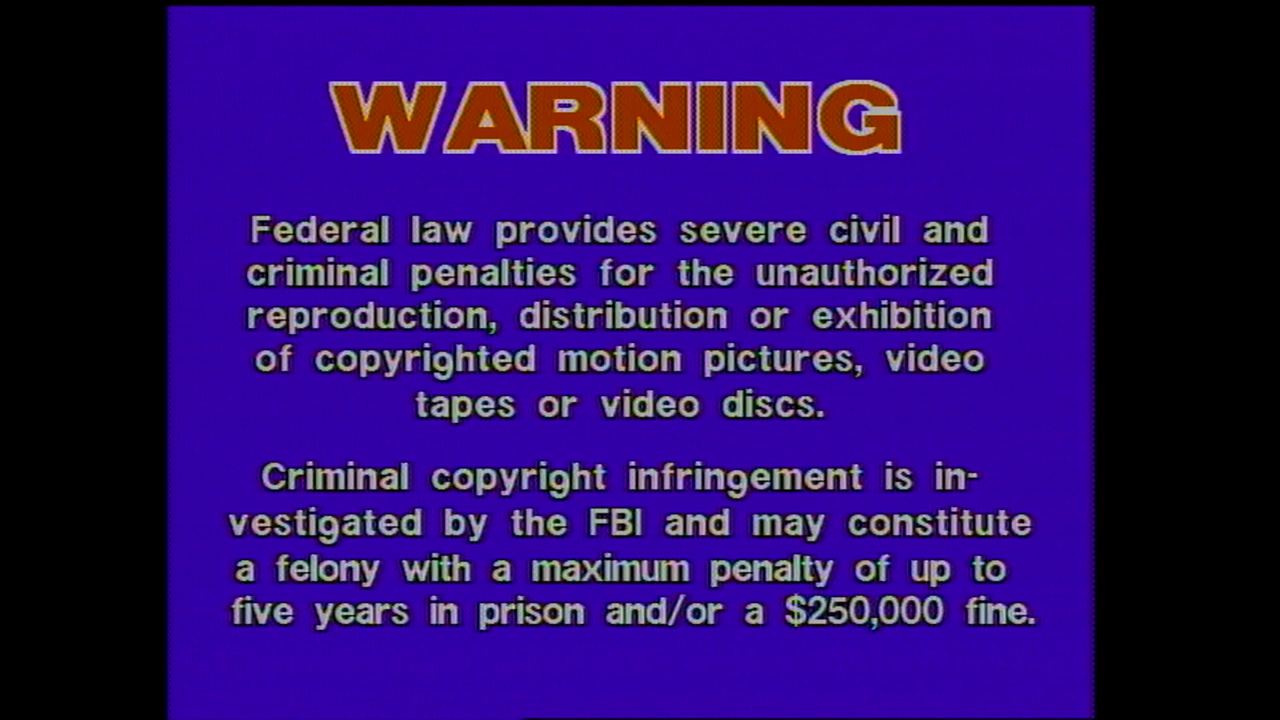 WARNING
Federal law provides severe civil and
criminal penalties for the unauthorized
reproduction, distribution or exhibition
of copyrighted motion pictures, video
tapes or video discs.
Criminal copyright infringement is in-
vestigated by the FBI and may constitute
a felony with a maximum penalty of up to
five years in prison and/or a $250,000 fine.